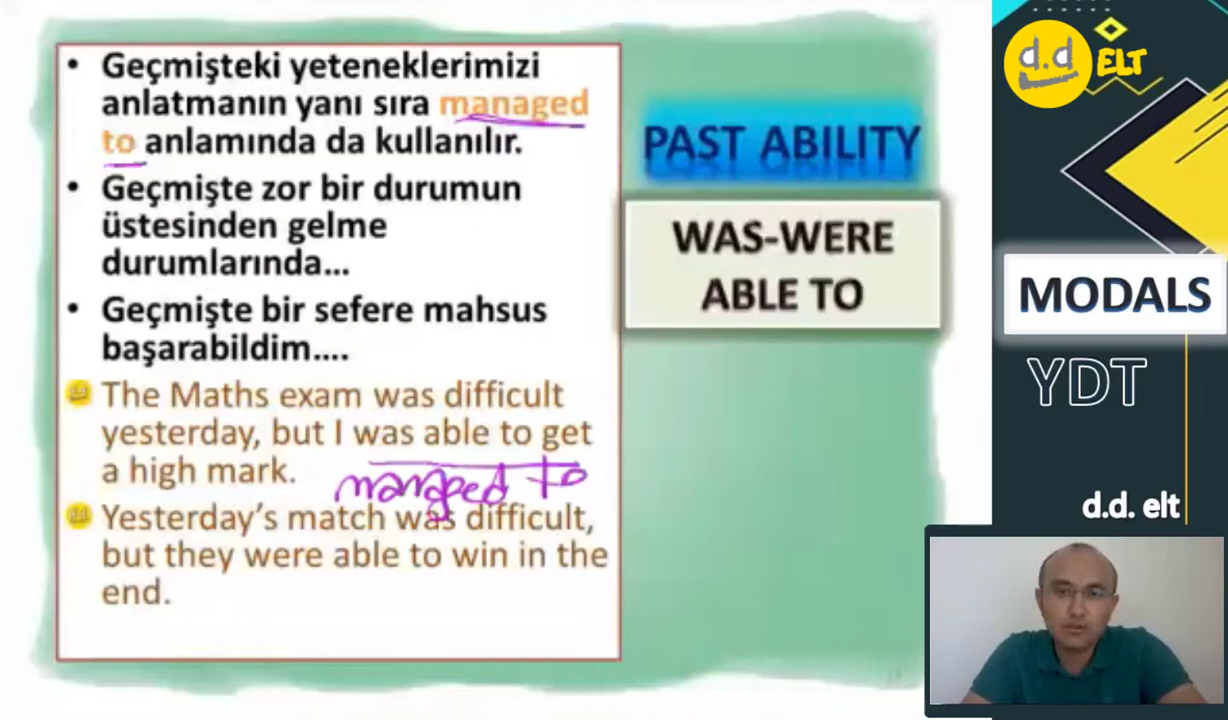 • Geçmişteki yeteneklerimizi
anlatmanın yanı sıra managed
to anlamında da kullanılır.
• Geçmişte zor bir durumun
üstesinden gelme
durumlarında...
• Geçmişte bir sefere mahsus
başarabildim....
The Maths exam was difficult
yesterday, but I was able to get
a high mark.
managed to
Yesterday's match was difficult,
but they were able to win in the
end.
PAST ABILITY
WAS-WERE
ABLE TO
d.d ELT
MODALS
YDT
d.d. elt